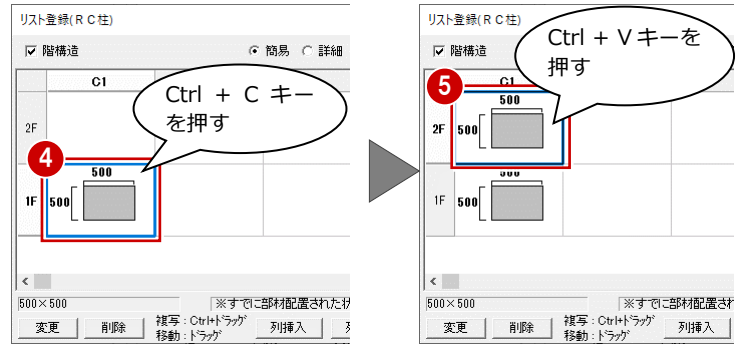 リスト登録(ＲＣ柱)
階構造
簡易
詳細
C1
Ctrl + C キー
を押す
2F
4
500
1F
500
500×500
※すでに部材配置された
変更
削除
複写：Ctrl+ドラッグ
移動：ドラッグ
列挿入
リスト登録(ＲＣ柱)
階構造
Ctrl + V キーを
押す
5
C1
500
2F
500
500
1F
500
500×500
※すでに部材配置され
変更
削除
複写：Ctrl+ドラッグ
移動：ドラッグ
列挿入